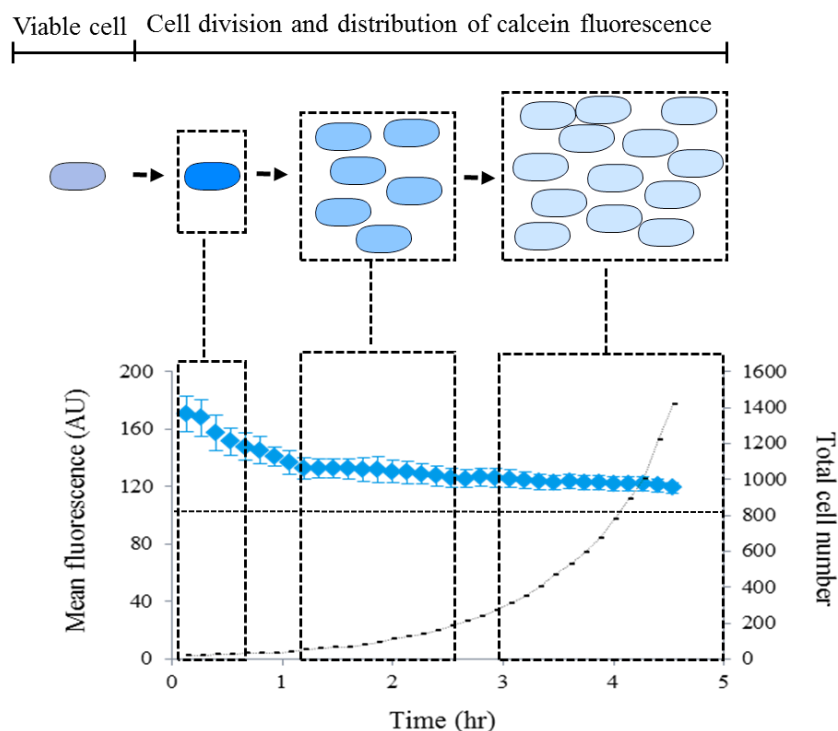 Viable cell
Cell division and distribution of calcein fluorescence
200
160
120
80
40
0
Mean fluorescence (AU)
1600
1400
1200
1000
800
600
400
200
0
Total cell number
0 1 2 3 4 5
Time (hr)